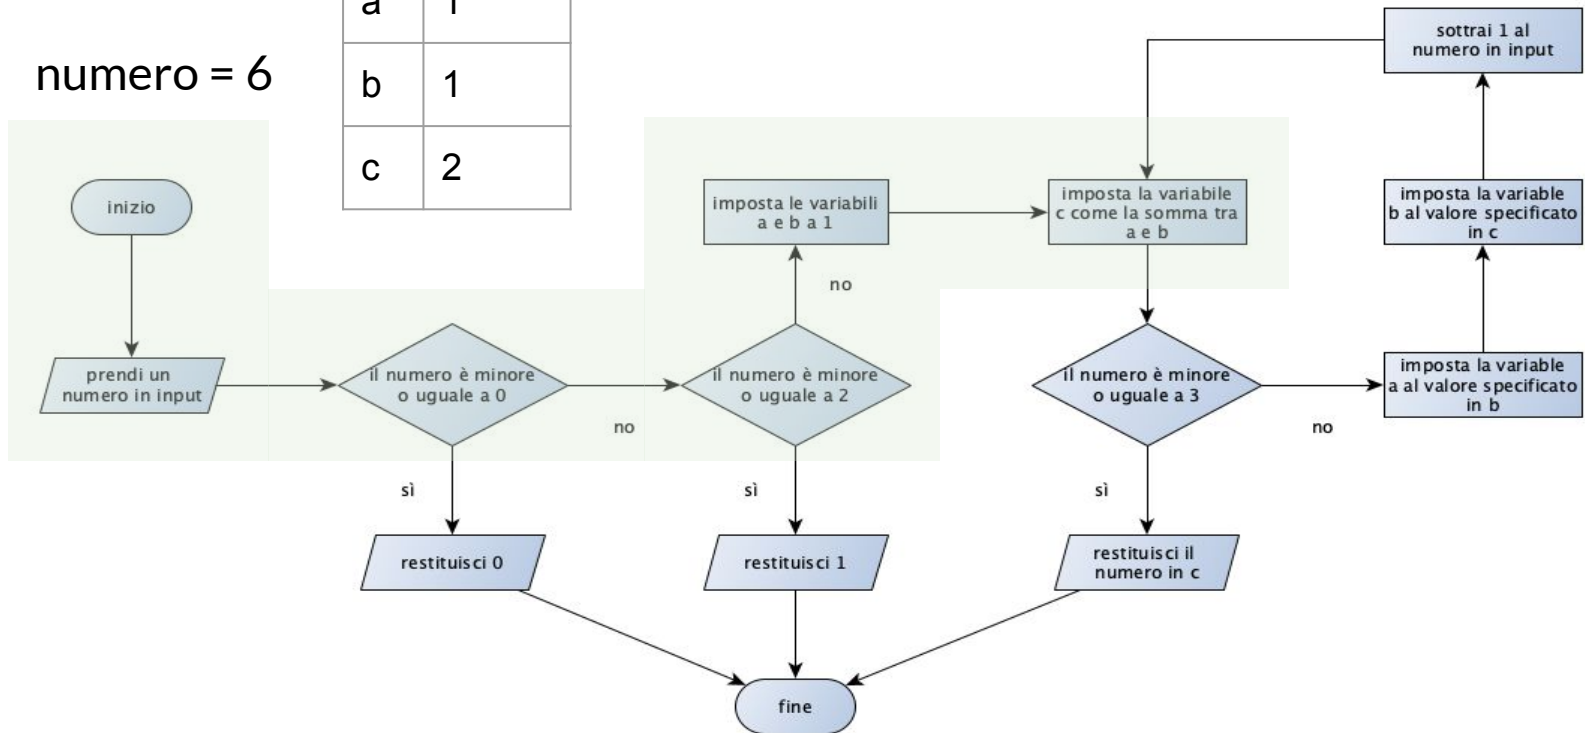 a 1
numero = 6
b 1
c 2
inizio
prendi un
numero in input
il numero è minore
o uguale a 0
no
sì
restituisci 0
il numero è minore
o uguale a 2
no
sì
restituisci 1
imposta le variabili
a e b a 1
imposta la variabile
c come la somma tra
a e b
il numero è minore
o uguale a 3
no
sì
restituisci il
numero in c
imposta la variable
a al valore specificato
in b
imposta la variable
b al valore specificato
in c
sottrai 1 al
numero in input
fine